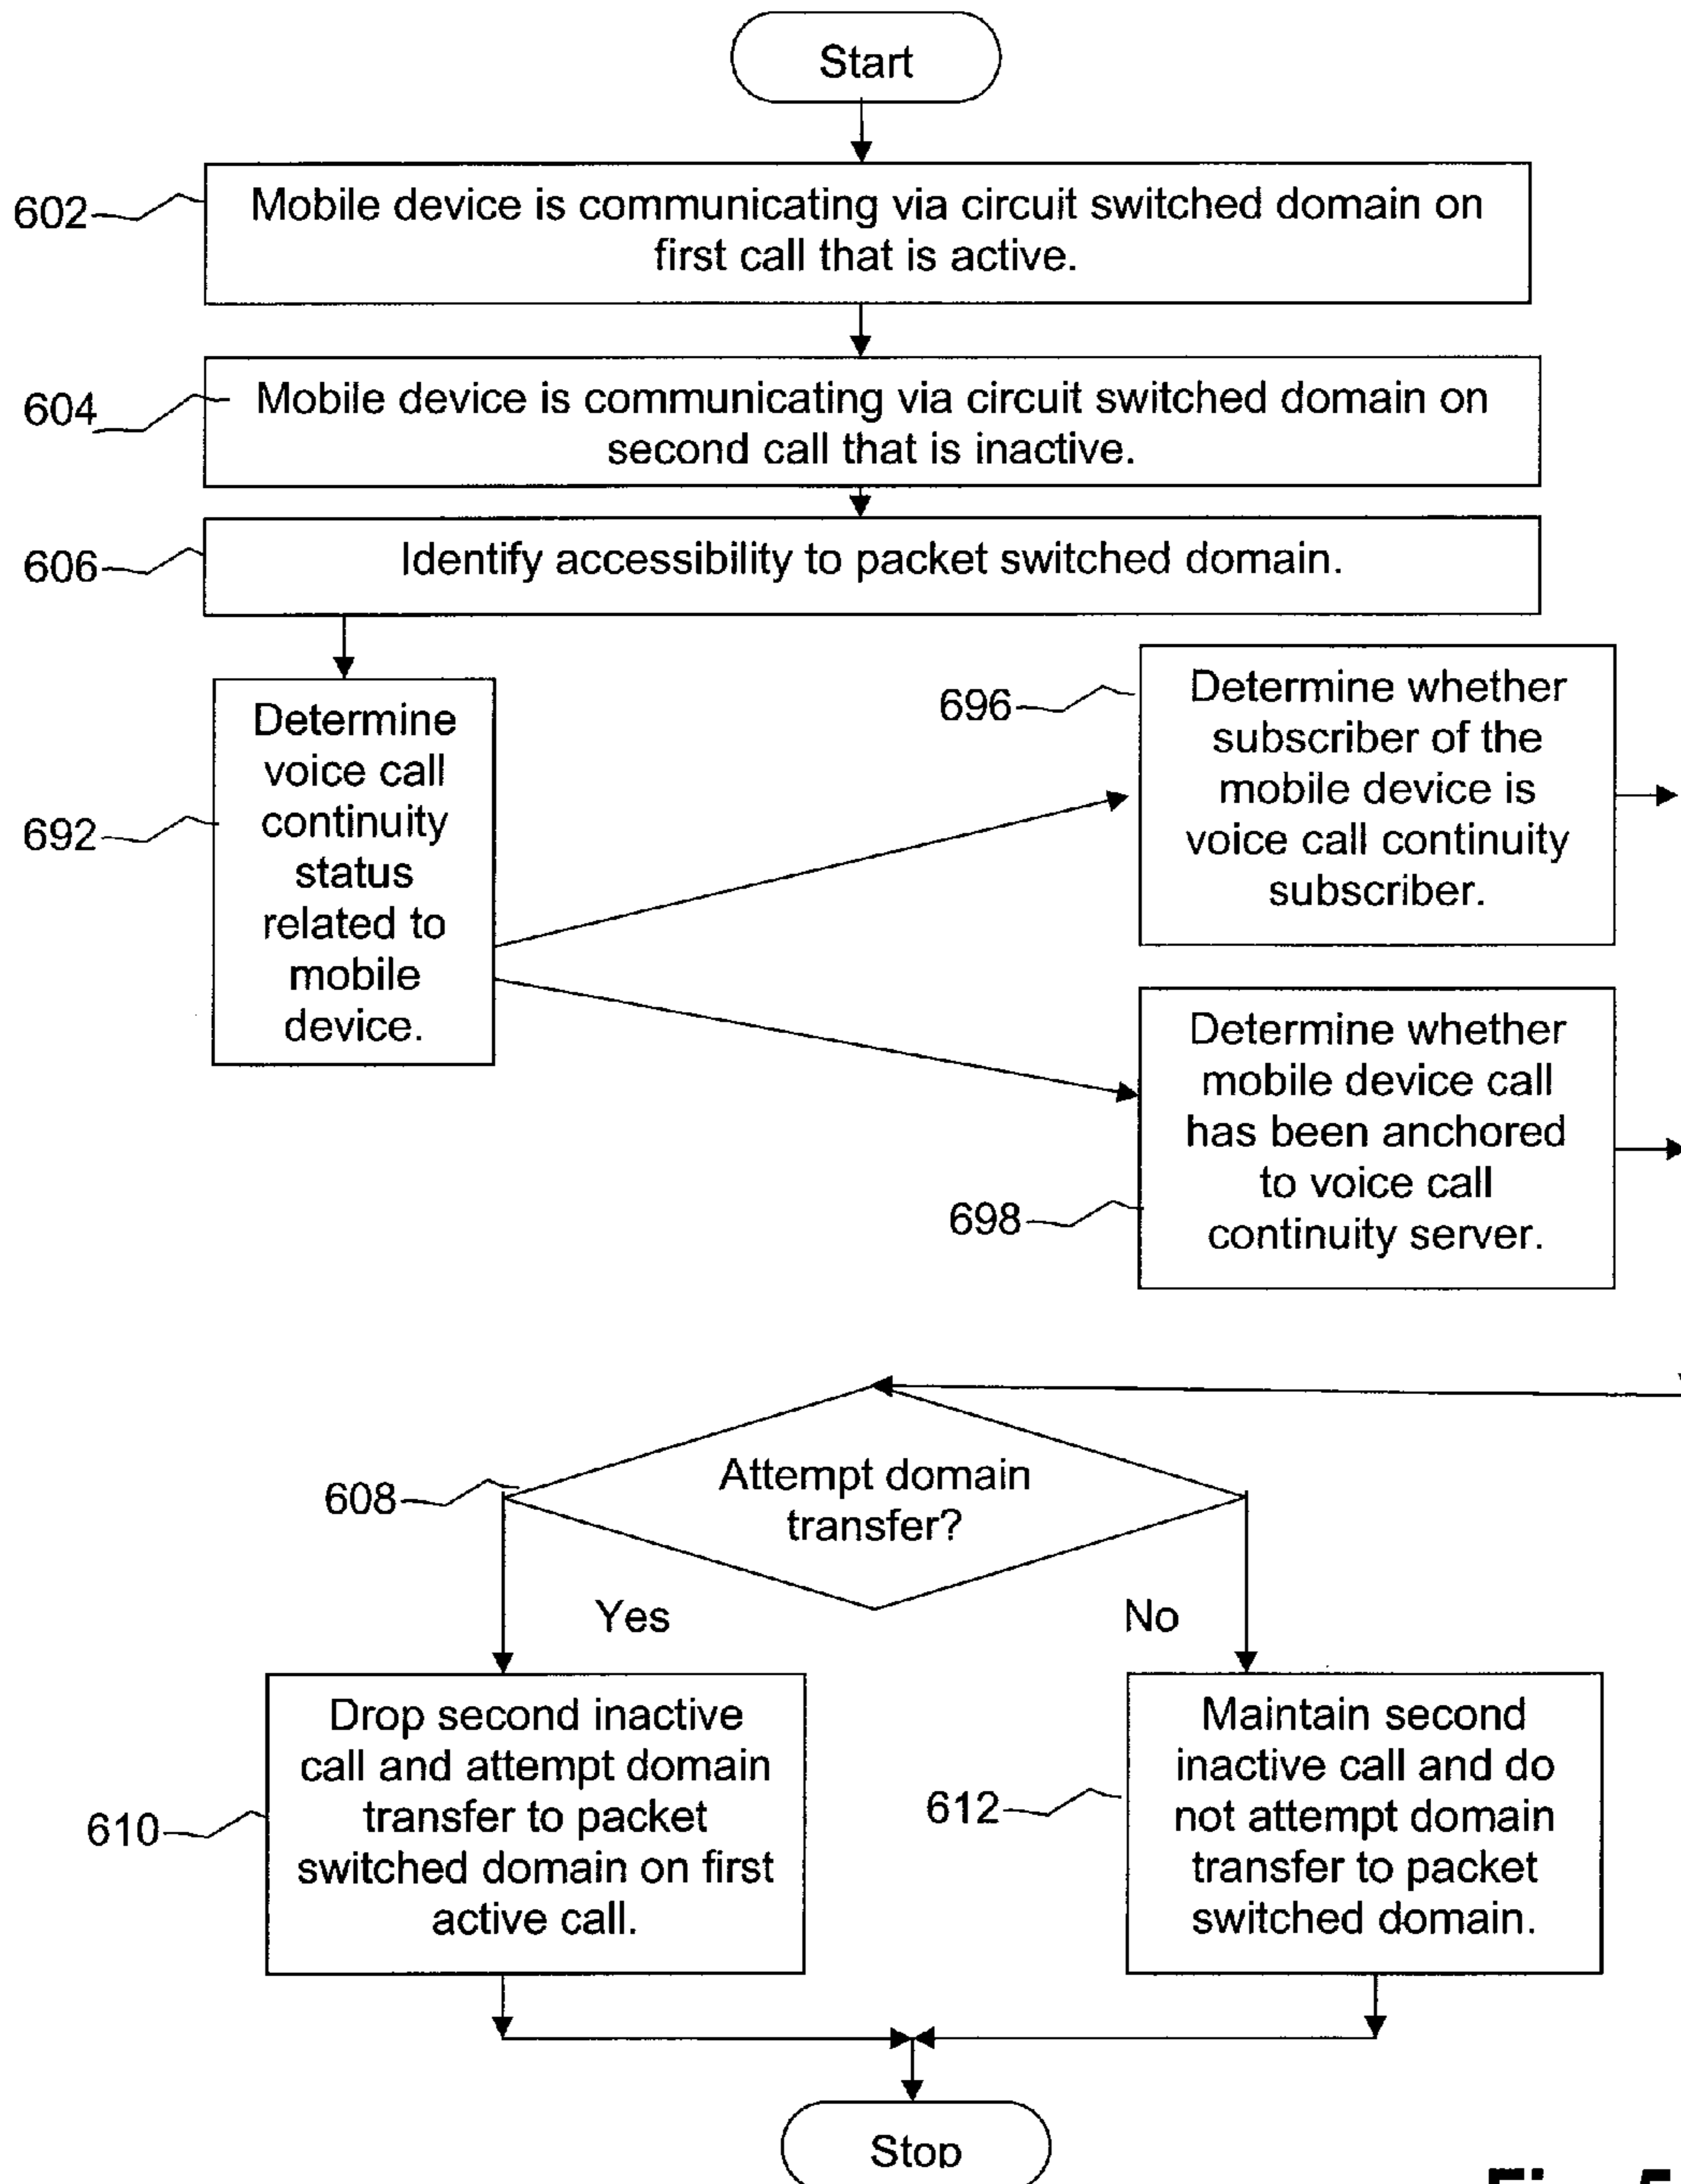 Start
602
Mobile device is communicating via circuit switched domain on
first call that is active.
604
Mobile device is communicating via circuit switched domain on
second call that is inactive.
606
Identify accessibility to packet switched domain.
692
Determine
voice call
continuity
status
related to
mobile
device.
696
Determine whether
subscriber of the
mobile device is
voice call continuity
subscriber.
698
Determine whether
mobile device call
has been anchored
to voice call
continuity server.
608
Attempt domain
transfer?
Yes
No
610
Drop second inactive
call and attempt domain
transfer to packet
switched domain on first
active call.
612
Maintain second
inactive call and do
not attempt domain
transfer to packet
switched domain.
Stop